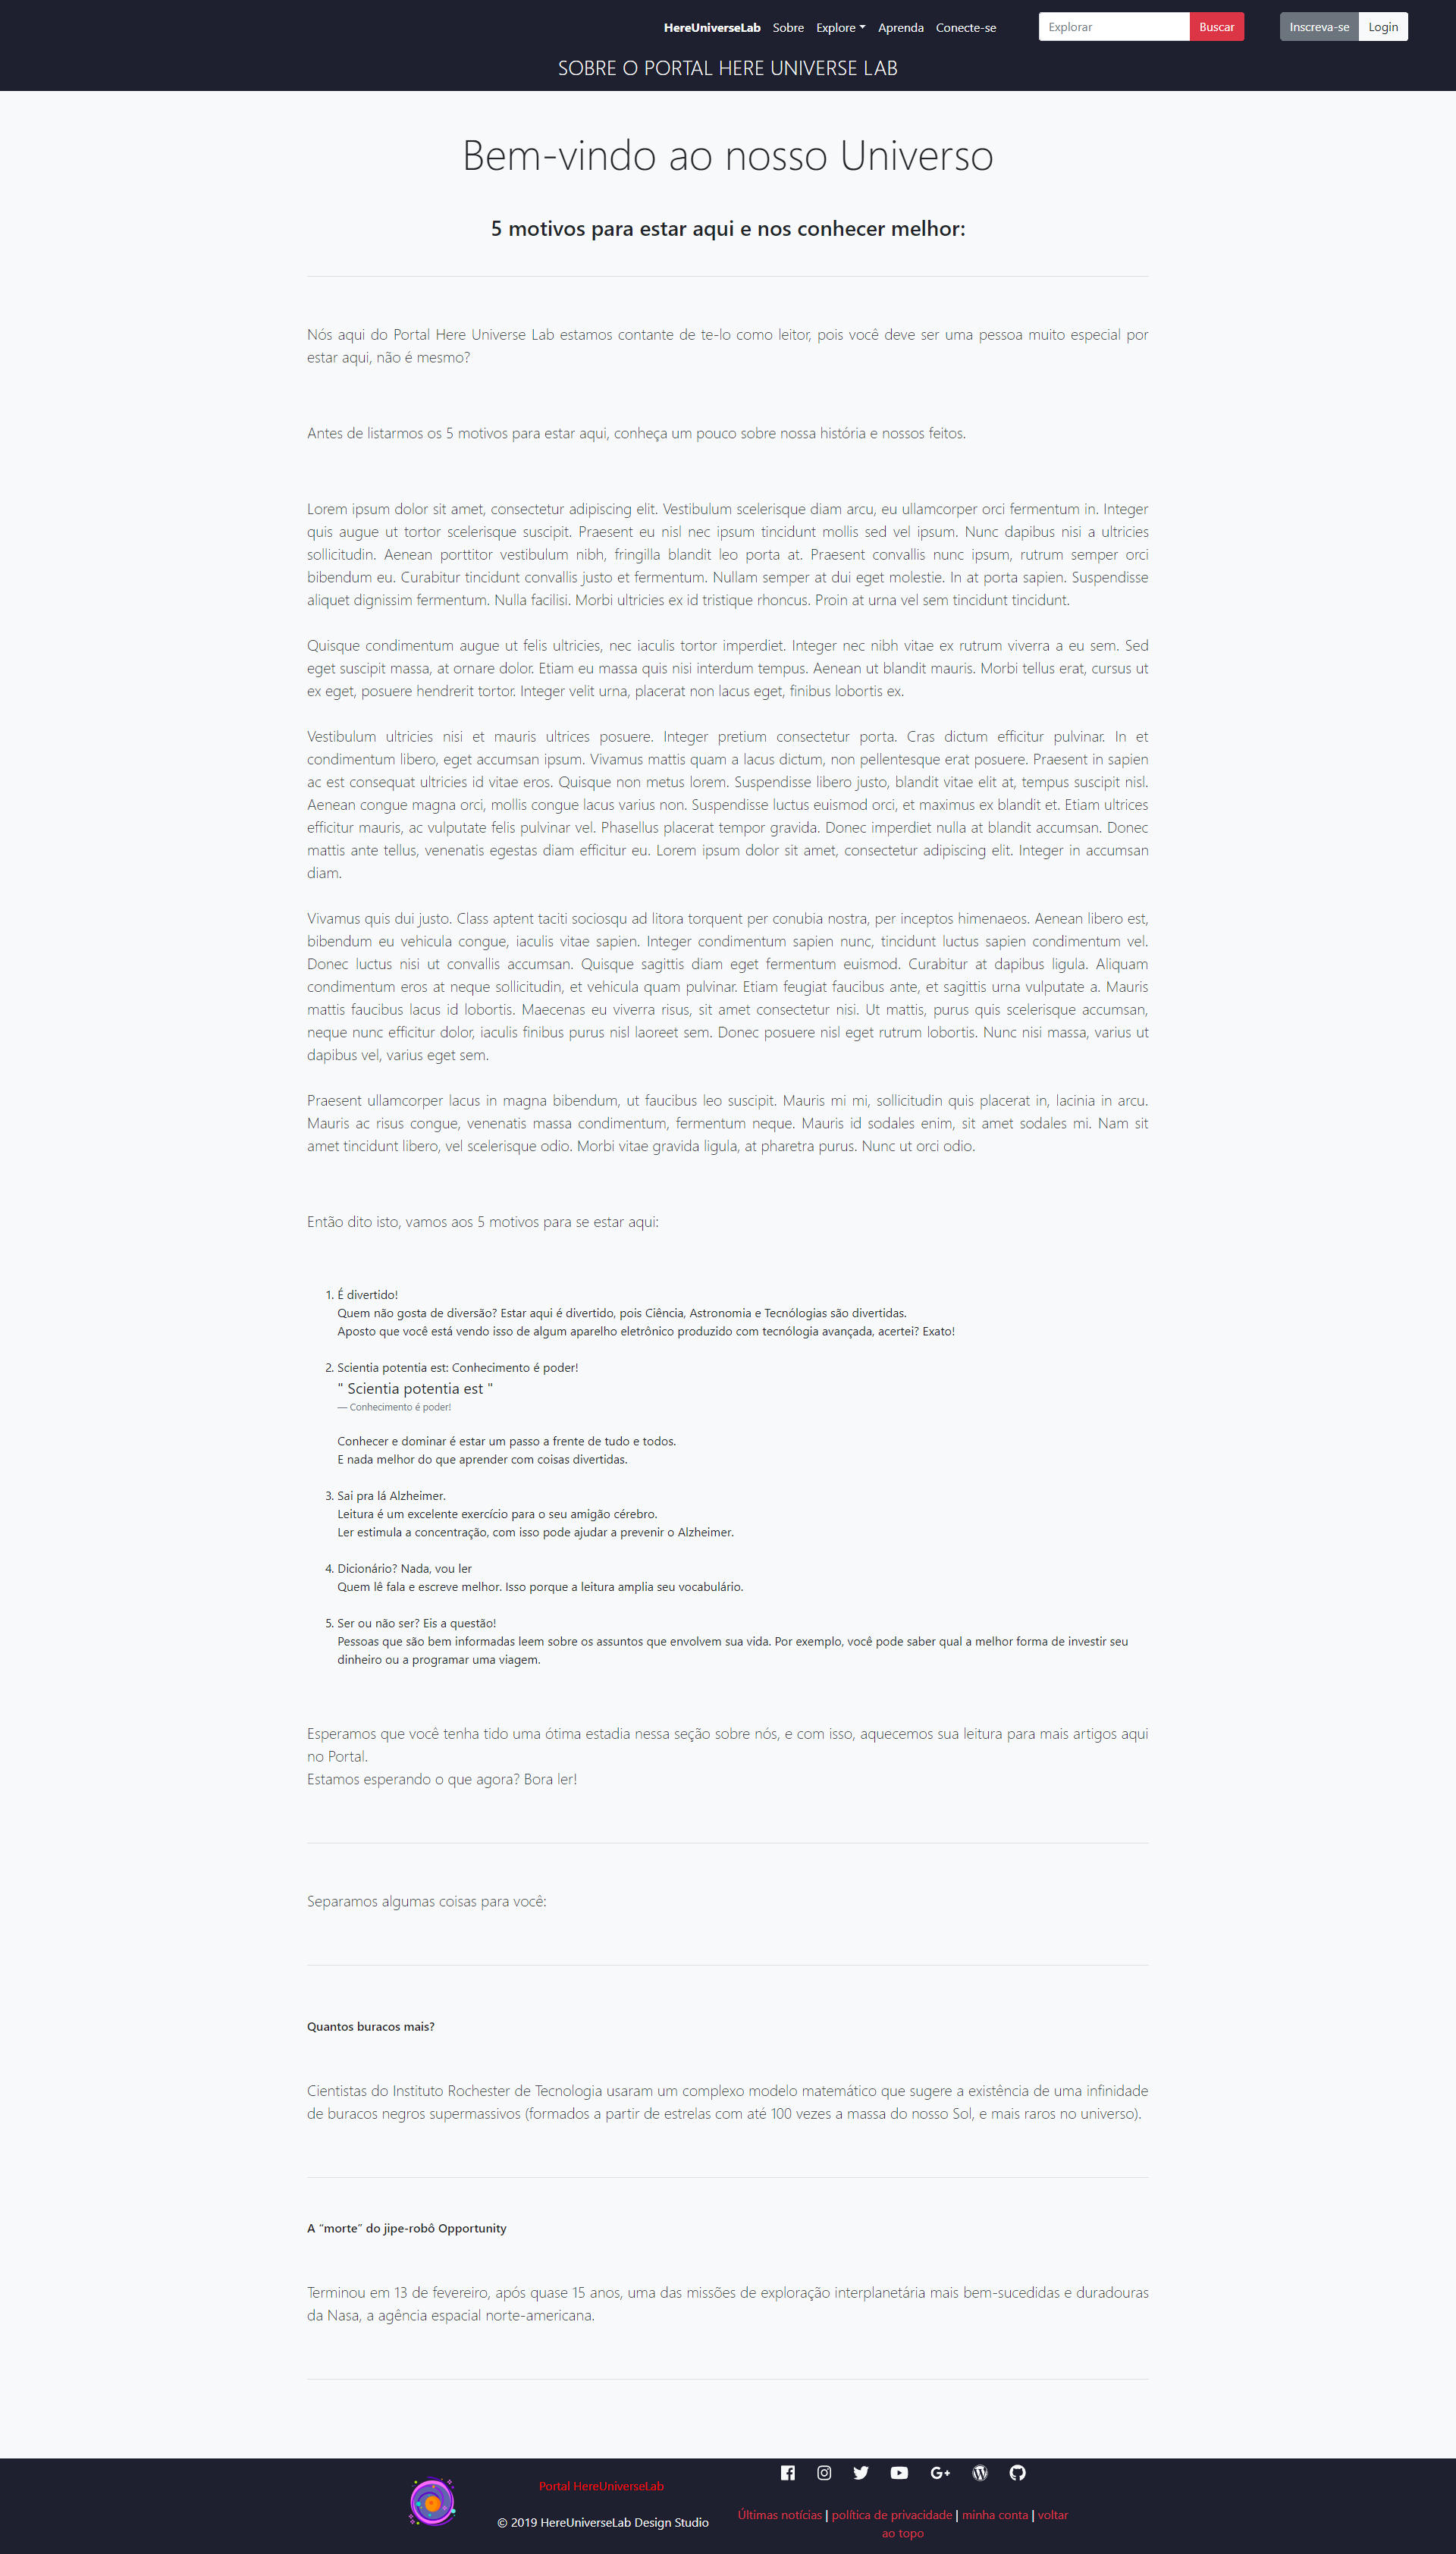 HereUniverseLab Sobre Explore Aprenda Conecte-se Explorar Buscar Inscreva-se Login
SOBRE O PORTAL HERE UNIVERSE LAB
Bem-vindo ao nosso Universo
5 motivos para estar aqui e nos conhecer melhor:
Nós aqui do Portal Here Universe Lab estamos contante de te-lo como leitor, pois você deve ser uma pessoa muito especial por
estar aqui, não é mesmo?
Antes de listarmos os 5 motivos para estar aqui, conheça um pouco sobre nossa história e nossos feitos.
Lorem ipsum dolor sit amet, consectetur adipiscing elit. Vestibulum scelerisque diam arcu, eu ullamcorper orci fermentum in. Integer
quis augue ut tortor scelerisque suscipit. Praesent eu nisl nec ipsum tincidunt mollis sed vel ipsum. Nunc dapibus nisi a ultricies
sollicitudin. Aenean porttitor vestibulum nibh, fringilla blandit leo porta at. Praesent convallis nunc ipsum, rutrum semper orci
bibendum eu. Curabitur tincidunt convallis justo et fermentum. Nullam semper at dui eget molestie. In at porta sapien. Suspendisse
aliquet dignissim fermentum. Nulla facilisi. Morbi ultricies ex id tristique rhoncus. Proin at urna vel sem tincidunt tincidunt.
Quisque condimentum augue ut felis ultricies, nec iaculis tortor imperdiet. Integer nec nibh vitae ex rutrum viverra a eu sem. Sed
eget suscipit massa, at ornare dolor. Etiam eu massa quis nisi interdum tempus. Aenean ut blandit mauris. Morbi tellus erat, cursus ut
ex eget, posuere hendrerit tortor. Integer velit urna, placerat non lacus eget, finibus lobortis ex.
Vestibulum ultricies nisi et mauris ultrices posuere. Integer pretium consectetur porta. Cras dictum efficitur pulvinar. In et
condimentum libero, eget accumsan ipsum. Vivamus mattis quam a lacus dictum, non pellentesque erat posuere. Praesent in sapien
ac est consequat ultricies id vitae eros. Quisque non metus lorem. Suspendisse libero justo, blandit vitae elit at, tempus suscipit nisl.
Aenean congue magna orci, mollis congue lacus varius non. Suspendisse luctus euismod orci, et maximus ex blandit et. Etiam ultrices
efficitur mauris, ac vulputate felis pulvinar vel. Phasellus placerat tempor gravida. Donec imperdiet nulla at blandit accumsan. Donec
mattis ante tellus, venenatis egestas diam efficitur eu. Lorem ipsum dolor sit amet, consectetur adipiscing elit. Integer in accumsan
diam.
Vivamus quis dui justo. Class aptent taciti sociosqu ad litora torquent per conubia nostra, per inceptos himenaeos. Aenean libero est,
bibendum eu vehicula congue, iaculis vitae sapien. Integer condimentum sapien nunc, tincidunt luctus sapien condimentum vel.
Donec luctus nisi ut convallis accumsan. Quisque sagittis diam eget fermentum euismod. Curabitur at dapibus ligula. Aliquam
condimentum eros at neque sollicitudin, et vehicula quam pulvinar. Etiam feugiat faucibus ante, et sagittis urna vulputate a. Mauris
mattis faucibus lacus id lobortis. Maecenas eu viverra risus, sit amet consectetur nisi. Ut mattis, purus quis scelerisque accumsan,
neque nunc efficitur dolor, iaculis finibus purus nisl laoreet sem. Donec posuere nisl eget rutrum lobortis. Nunc nisi massa, varius ut
dapibus vel, varius eget sem.
Praesent ullamcorper lacus in magna bibendum, ut faucibus leo suscipit. Mauris mi mi, sollicitudin quis placerat in, lacinia in arcu.
Mauris ac risus congue, venenatis massa condimentum, fermentum neque. Mauris id sodales enim, sit amet sodales mi. Nam sit
amet tincidunt libero, vel scelerisque odio. Morbi vitae gravida ligula, at pharetra purus. Nunc ut orci odio.
Então dito isto, vamos aos 5 motivos para se estar aqui:
1. É divertido!
Quem não gosta de diversão? Estar aqui é divertido, pois Ciência, Astronomia e Tecnólogias são divertidas.
Aposto que você está vendo isso de algum aparelho eletrônico produzido com tecnólogia avançada, acertei? Exato!
2. Scientia potentia est: Conhecimento é poder!
" Scientia potentia est "
— Conhecimento é poder!
Conhecer e dominar é estar um passo a frente de tudo e todos.
E nada melhor do que aprender com coisas divertidas.
3. Sai pra lá Alzheimer.
Leitura é um excelente exercício para o seu amigão cérebro.
Ler estimula a concentração, com isso pode ajudar a prevenir o Alzheimer.
4. Dicionário? Nada, vou ler
Quem lê fala e escreve melhor. Isso porque a leitura amplia seu vocabulário.
5. Ser ou não ser? Eis a questão!
Pessoas que são bem informadas leem sobre os assuntos que envolvem sua vida. Por exemplo, você pode saber qual a melhor forma de investir seu
dinheiro ou a programar uma viagem.
Esperamos que você tenha tido uma ótima estadia nessa seção sobre nós, e com isso, aquecemos sua leitura para mais artigos aqui
no Portal.
Estamos esperando o que agora? Bora ler!
Separamos algumas coisas para você:
Quantos buracos mais?
Cientistas do Instituto Rochester de Tecnologia usaram um complexo modelo matemático que sugere a existência de uma infinidade
de buracos negros supermassivos (formados a partir de estrelas com até 100 vezes a massa do nosso Sol, e mais raros no universo).
A “morte” do jipe-robô Opportunity
Terminou em 13 de fevereiro, após quase 15 anos, uma das missões de exploração interplanetária mais bem-sucedidas e duradouras
da Nasa, a agência espacial norte-americana.
Portal HereUniverseLab
© 2019 HereUniverseLab Design Studio
Últimas notícias | política de privacidade | minha conta | voltar
ao topo